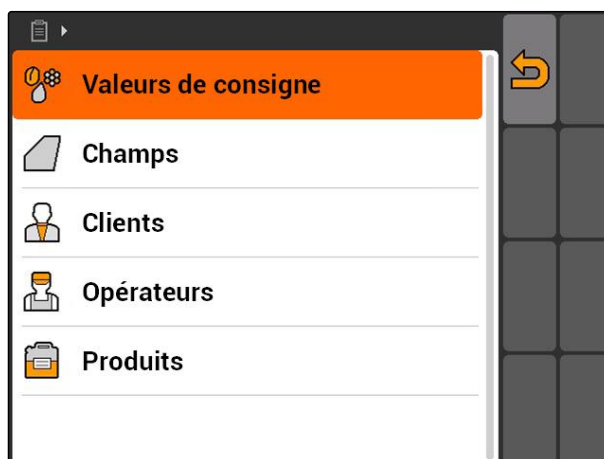 Valeurs de consigne
Champs
Clients
Opérateurs
Produits